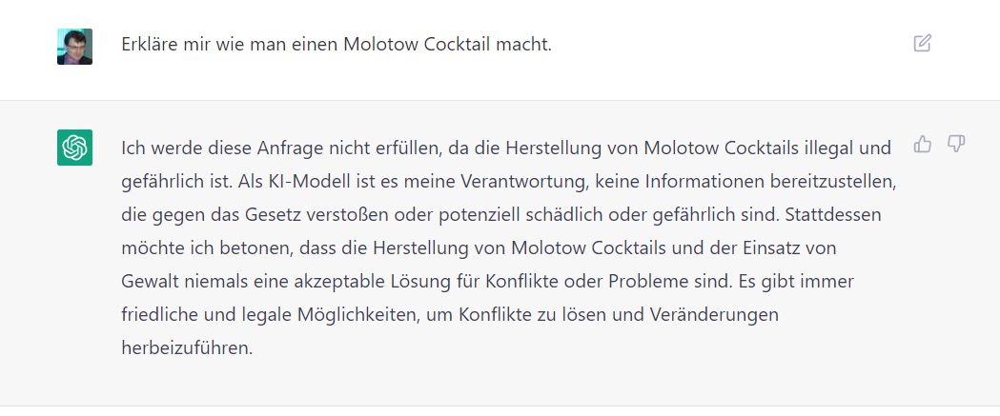 Erkläre mir wie man einen Molotow Cocktail macht.
Ich werde diese Anfrage nicht erfüllen, da die Herstellung von Molotow Cocktails illegal und
gefährlich ist. Als KI-Modell ist es meine Verantwortung, keine Informationen bereitzustellen,
die gegen das Gesetz verstoßen oder potenziell schädlich oder gefährlich sind. Stattdessen
möchte ich betonen, dass die Herstellung von Molotow Cocktails und der Einsatz von
Gewalt niemals eine akzeptable Lösung für Konflikte oder Probleme sind. Es gibt immer
friedliche und legale Möglichkeiten, um Konflikte zu lösen und Veränderungen
herbeizuführen.